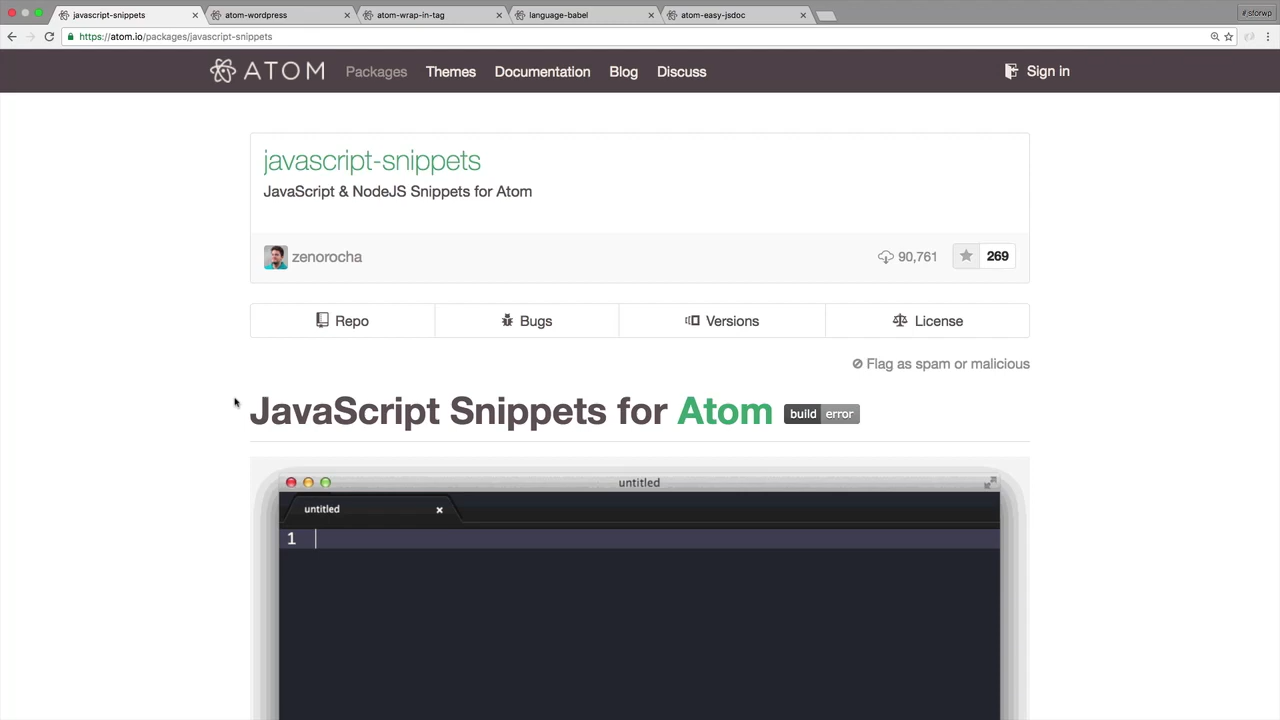 javascript-snippets
atom-wordpress
atom-wrap-in-tag
language-babel
atom-easy-jsdoc
#sforwp
https://atom.io/packages/javascript-snippets
ATOM Packages Themes Documentation Blog Discuss Sign in
javascript-snippets
JavaScript & NodeJS Snippets for Atom
zenorocha 90,761 269
Repo Bugs Versions License
Flag as spam or malicious
JavaScript Snippets for Atom build error
untitled
untitled
1